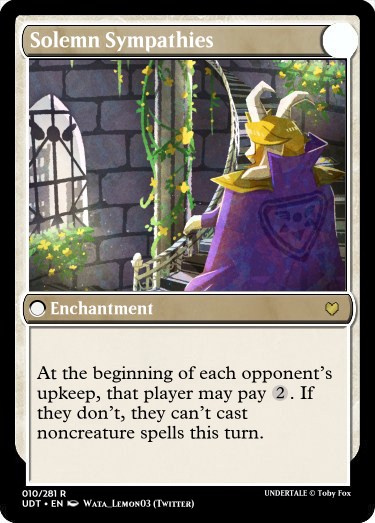 Solemn Sympathies
Enchantment
At the beginning of each opponent's
upkeep, that player may pay 2. If
they don't, they can't cast
noncreature spells this turn.
010/281 R
UDT • EN Wata_Lemon03 (Twitter)
UNDERTALE © Toby Fox